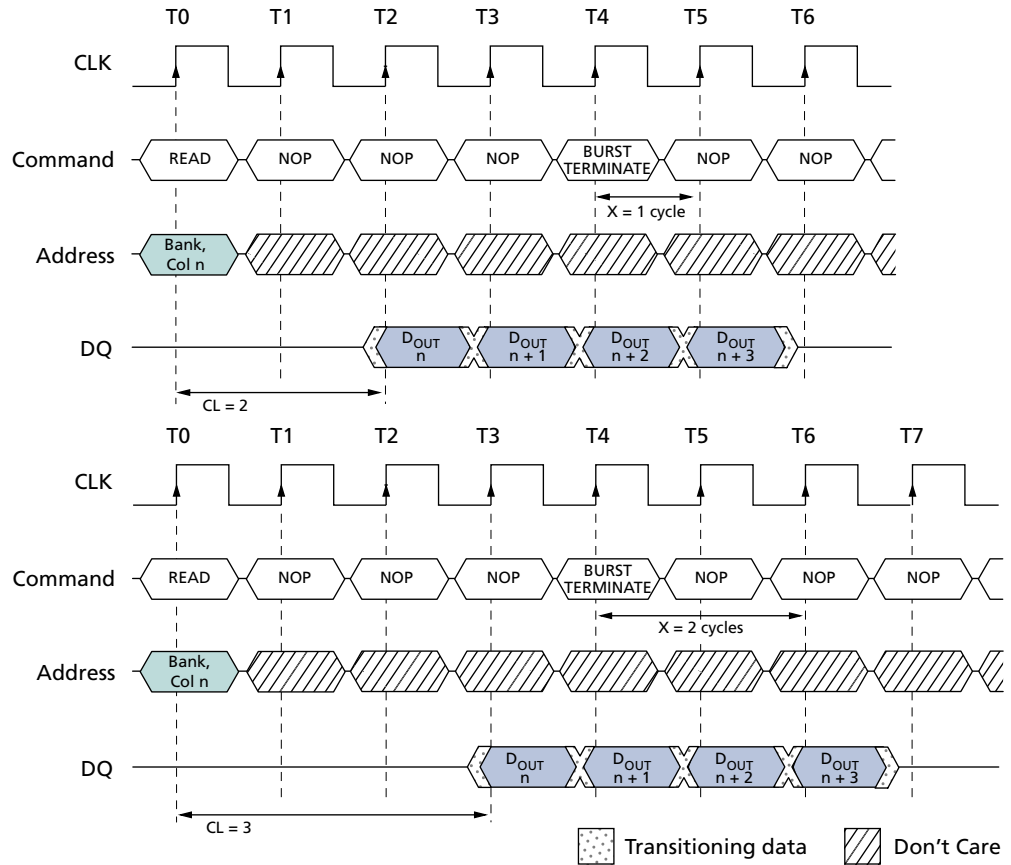 T0 T1 T2 T3 T4 T5 T6
CLK
Command READ NOP NOP NOP BURST TERMINATE NOP NOP
X = 1 cycle
Address Bank, Col n
DQ DOUT n DOUT n + 1 DOUT n + 2 DOUT n + 3
CL = 2
T0 T1 T2 T3 T4 T5 T6 T7
CLK
Command READ NOP NOP NOP BURST TERMINATE NOP NOP NOP
X = 2 cycles
Address Bank, Col n
DQ DOUT n DOUT n + 1 DOUT n + 2 DOUT n + 3
CL = 3
Transitioning data Don't Care